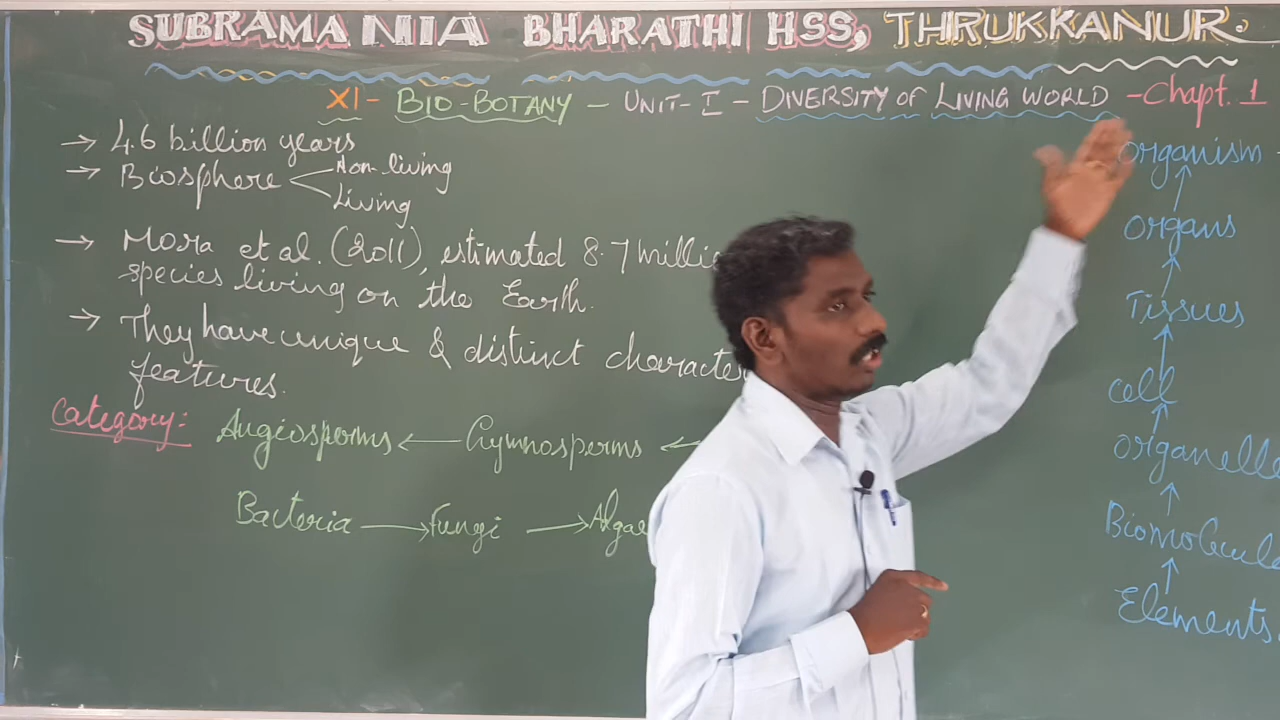 SUBRAMANIA BHARATHI HSS, THRUKKANUR.
XI- BIO-BOTANY - UNIT-I - DIVERSITY OF LIVING WORLD - Chapt. 1
→ 4.6 billion years
→ Biosphere Non-living
Living
→ Mora et al. (2011), estimated 8.7 millio
species living on the Earth.
→ They have unique & distinct characte
features.
Category:
Angiosperms ← Gymnosperms ←
Bacteria → Fungi → Algae
Organism -
↑
Organs
↑
Tissues
↑
Cell
↑
Organelle
↑
Biomolecule
↑
Elements.